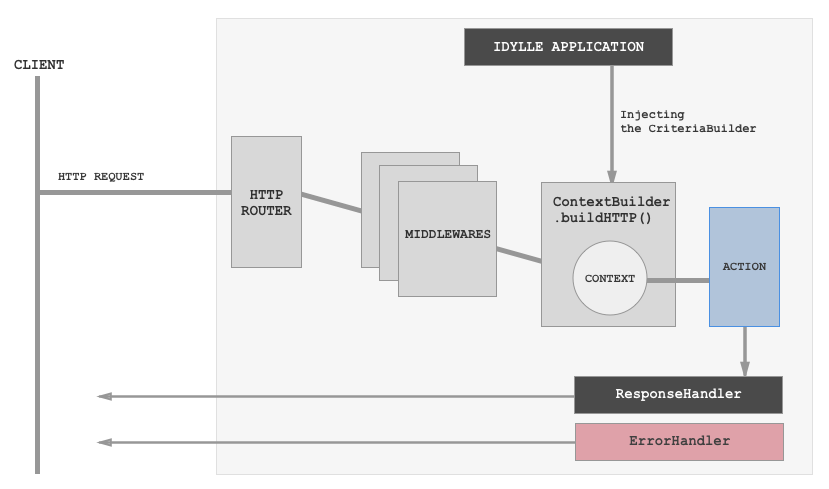 IDYLLE APPLICATION
CLIENT
Injecting
the CriteriaBuilder
HTTP REQUEST
HTTP
ROUTER
MIDDLEWARES
ContextBuilder
.buildHTTP()
CONTEXT
ACTION
ResponseHandler
ErrorHandler